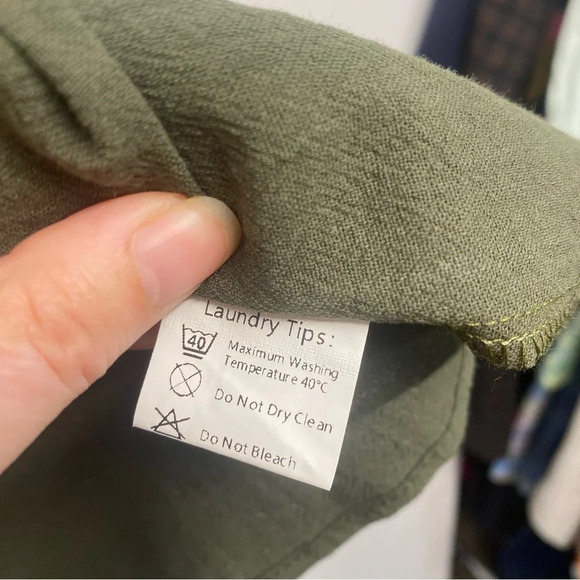 Laundry Tips:
40
Maximum Washing
Temperature 40°C
Do Not Dry Clean
Do Not Bleach